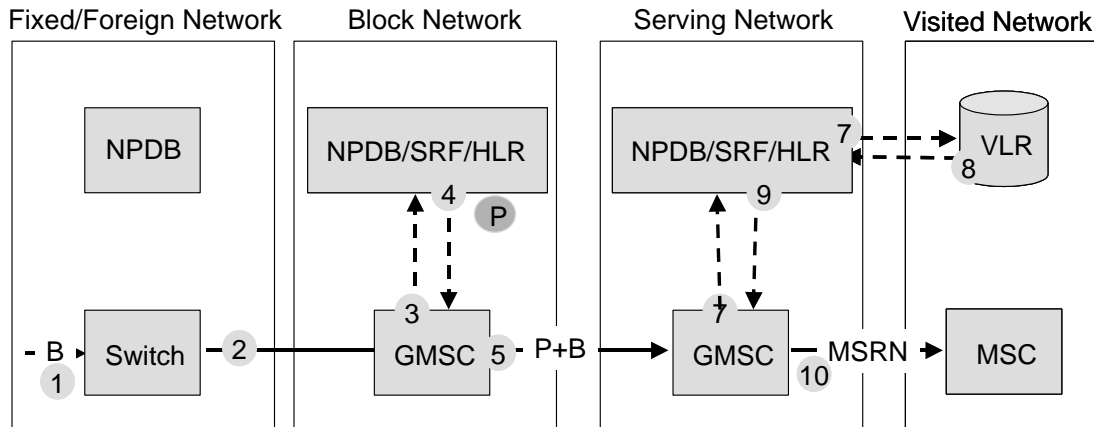 Fixed/Foreign Network
Block Network
Serving Network
Visited Network
NPDB
NPDB/SRF/HLR
NPDB/SRF/HLR
7
VLR
8
4
P
9
3
7
B
1
Switch
2
GMSC
5
P+B
GMSC
10
MSRN
MSC